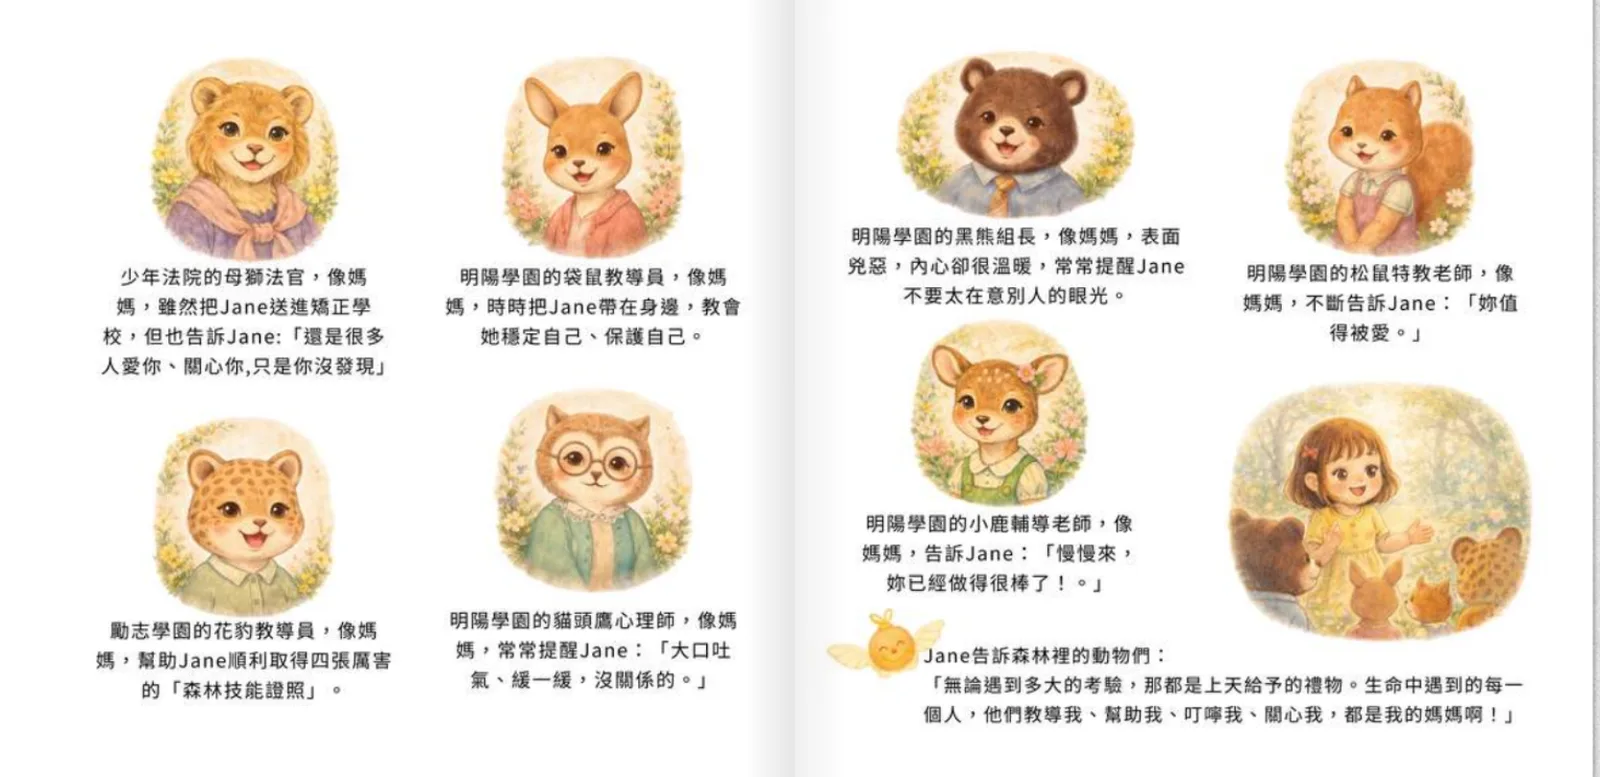 少年法院的母獅法官，像媽
媽，雖然把Jane送進矯正學
校，但也告訴Jane:「還是很多
人愛你、關心你,只是你沒發現」
明陽學園的袋鼠教導員，像媽
媽，時時把Jane帶在身邊，教會
她穩定自己、保護自己。
勵志學園的花豹教導員，像媽
媽，幫助Jane順利取得四張厲害
的「森林技能證照」。
明陽學園的貓頭鷹心理師，像媽
媽，常常提醒Jane：「大口吐
氣、緩一緩，沒關係的。」
明陽學園的黑熊組長，像媽媽，表面
兇惡，內心卻很溫暖，常常提醒Jane
不要太在意別人的眼光。
明陽學園的松鼠特教老師，像
媽媽，不斷告訴Jane：「妳值
得被愛。」
明陽學園的小鹿輔導老師，像
媽媽，告訴Jane：「慢慢來，
妳已經做得很棒了！。」
Jane告訴森林裡的動物們：
「無論遇到多大的考驗，那都是上天給予的禮物。生命中遇到的每一
個人，他們教導我、幫助我、叮嚀我、關心我，都是我的媽媽啊！」